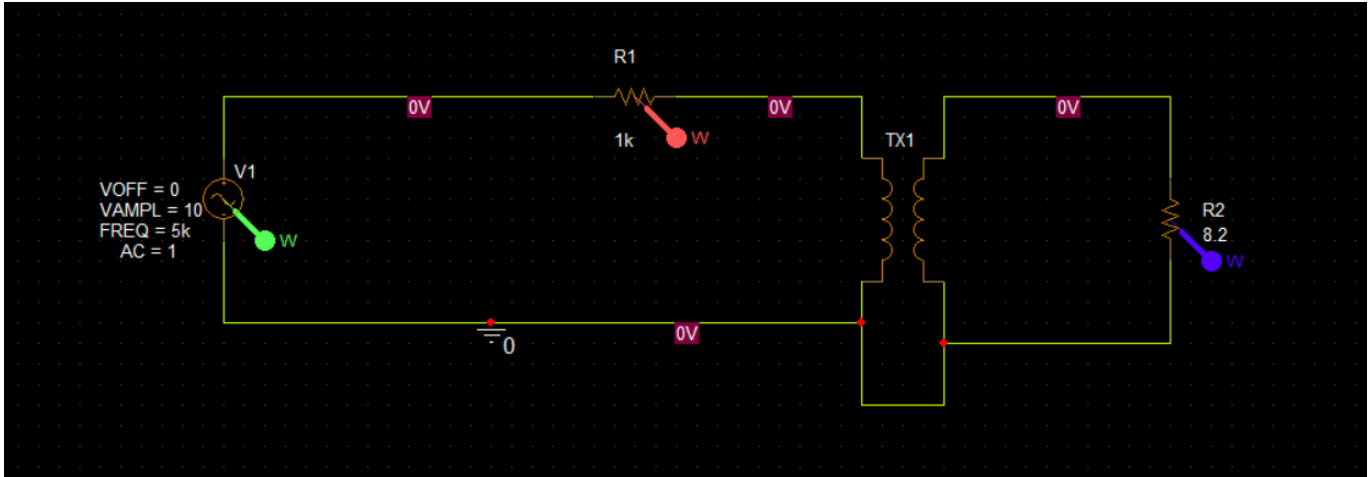 R1
0V
0V
0V
1k
W
TX1
V1
VOFF = 0
VAMPL = 10
FREQ = 5k
AC = 1
W
R2
8.2
W
0V
0